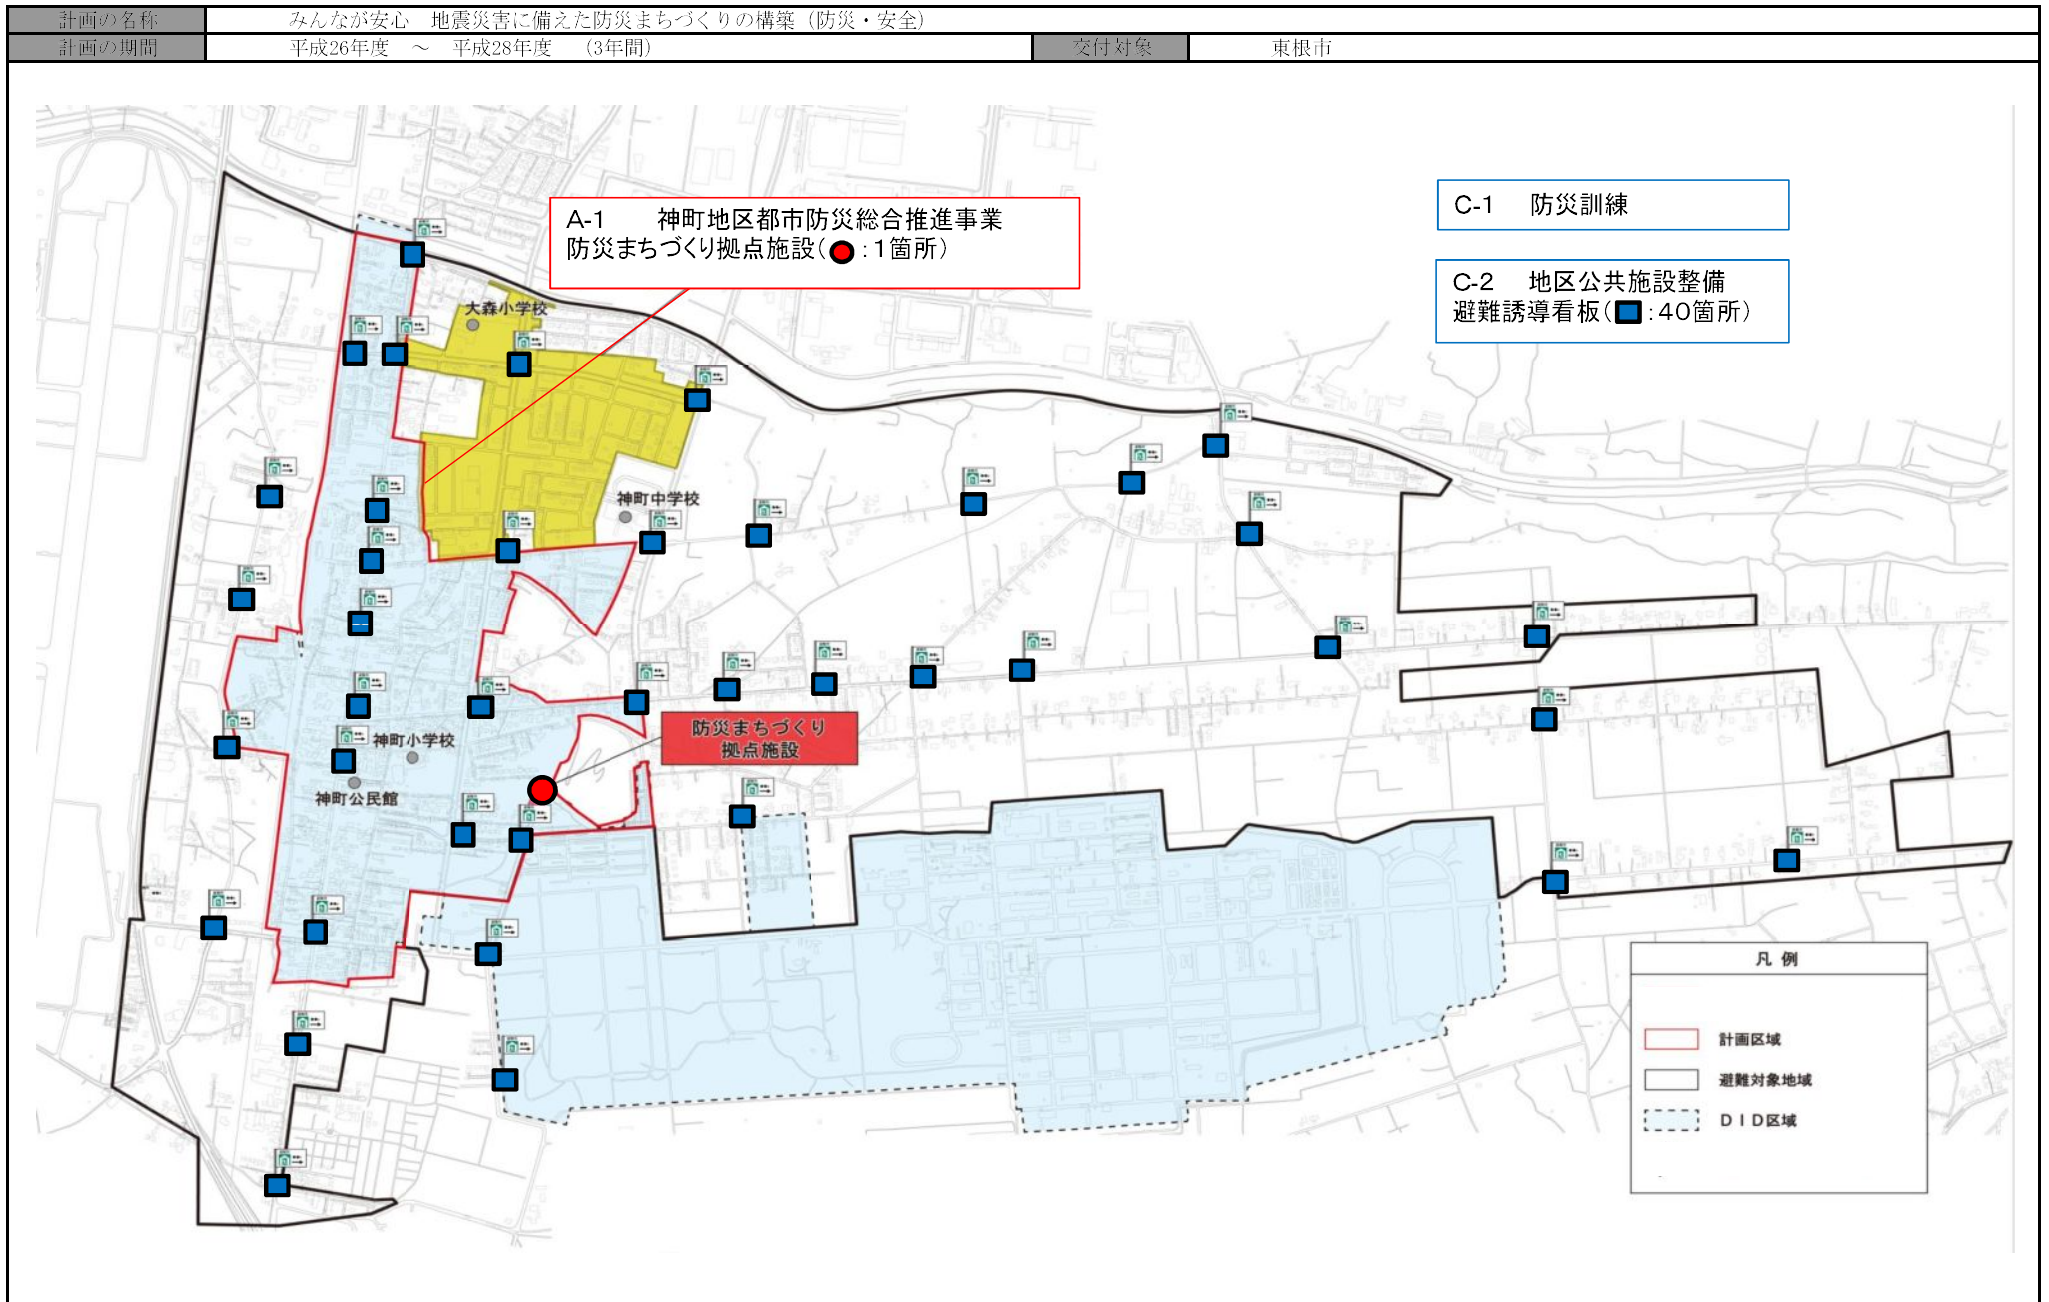 計画の名称 みんなが安心 地震災害に備えた防災まちづくりの構築（防災・安全）
計画の期間 平成26年度 ～ 平成28年度 （3年間） 交付対象 東根市
A-1 神町地区都市防災総合推進事業
防災まちづくり拠点施設（●：1箇所）
C-1 防災訓練
C-2 地区公共施設整備
避難誘導看板（■：40箇所）
大森小学校
神町中学校
防災まちづくり
拠点施設
神町小学校
神町公民館
凡 例
計画区域
避難対象地域
ＤＩＤ区域